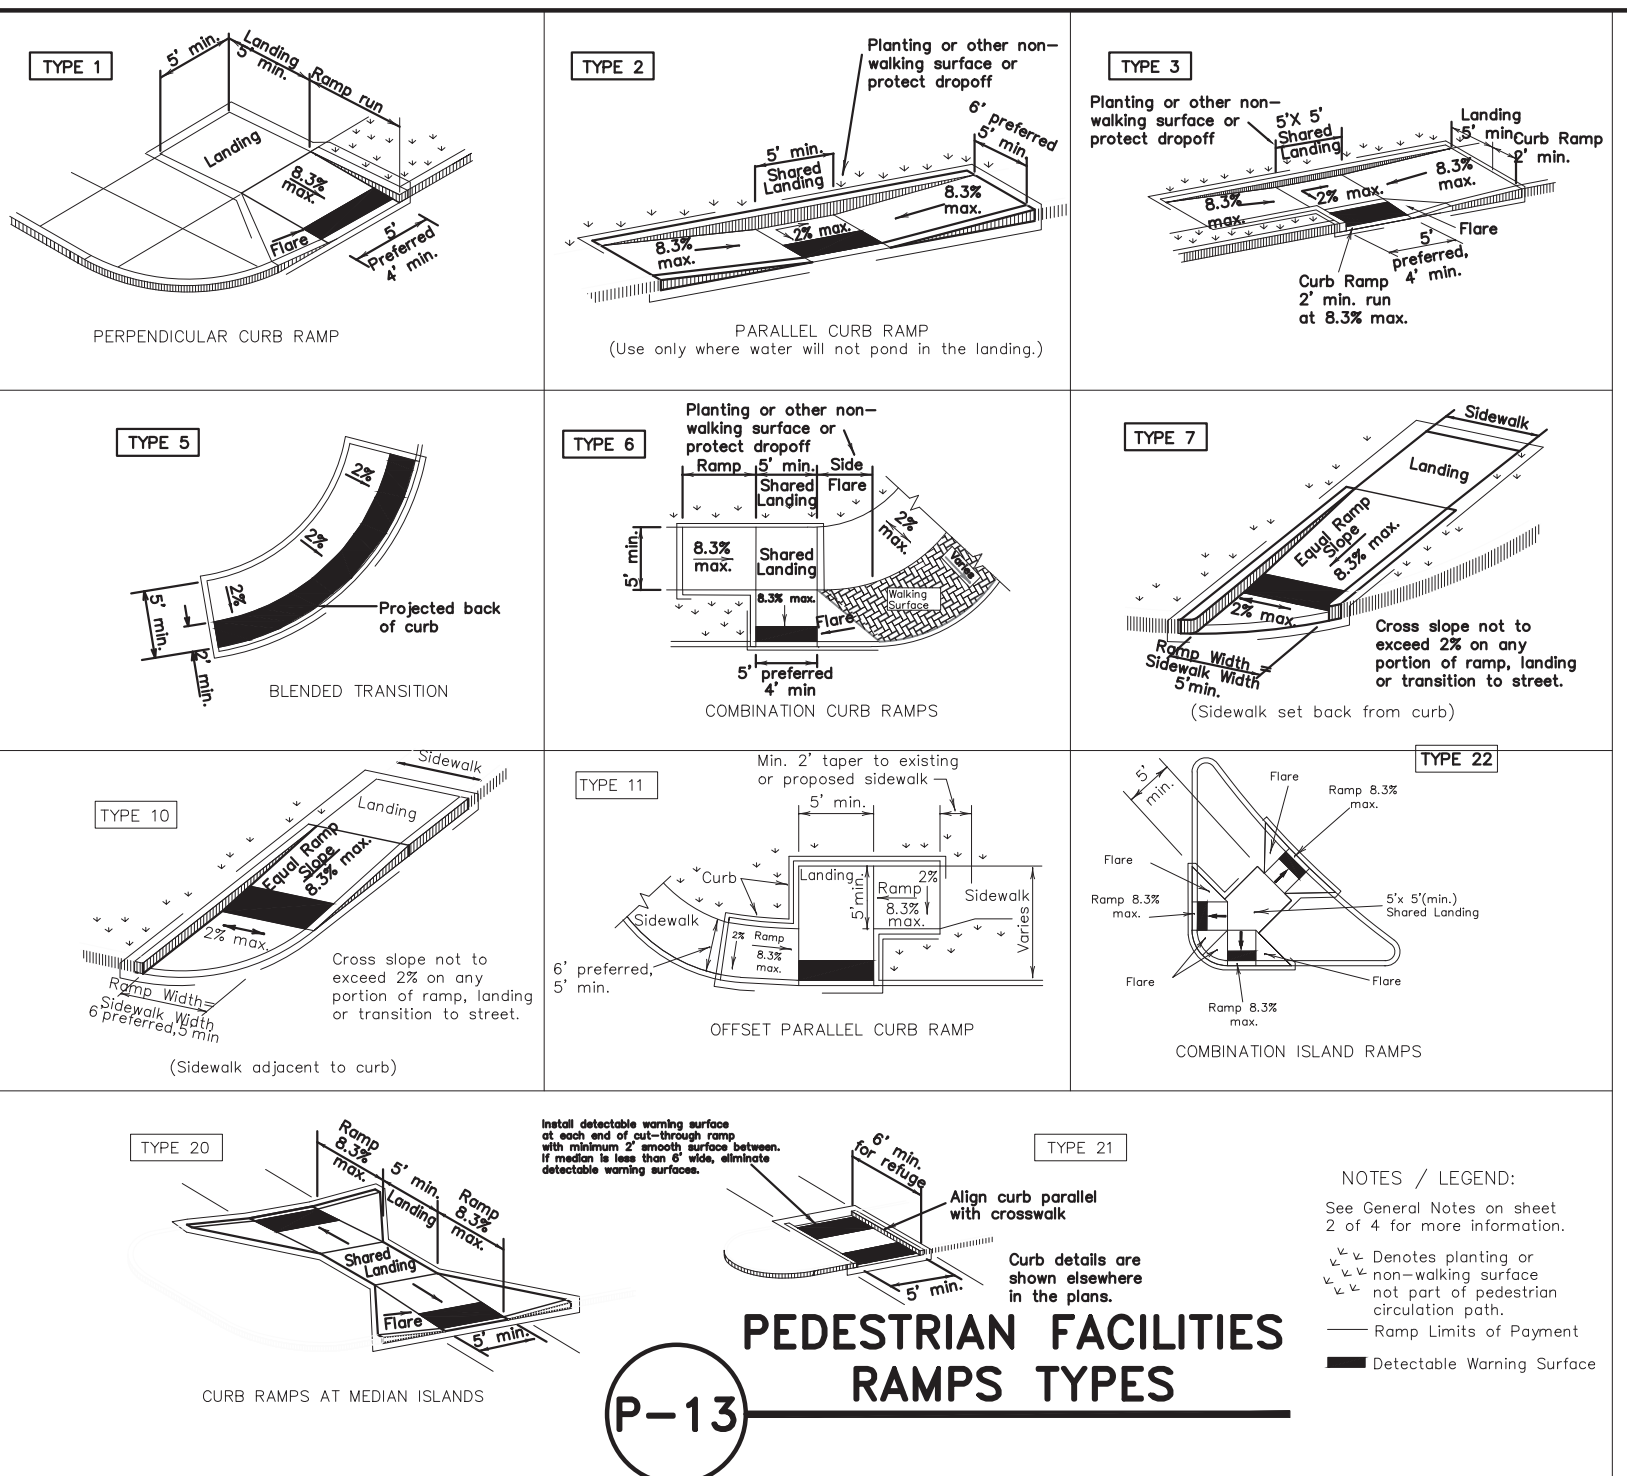 TYPE 1
5' min.
Landing
5' min.
Ramp run
Landing
8.3%
max.
Flare
5'
Preferred
4' min.
PERPENDICULAR CURB RAMP
TYPE 2
Planting or other non-
walking surface or
protect dropoff
6' preferred
5' min.
5' min.
Shared
Landing
8.3%
max.
2% max.
8.3%
max.
PARALLEL CURB RAMP
(Use only where water will not pond in the landing.)
TYPE 3
Planting or other non-
walking surface or
protect dropoff
5'X 5'
Shared
Landing
Landing
5' min.
Curb Ramp
2' min.
8.3%
max.
2% max.
8.3%
max.
Flare
5'
preferred,
4' min.
Curb Ramp
2' min. run
at 8.3% max.
TYPE 5
2%
2%
2%
5' min.
2' min.
Projected back
of curb
BLENDED TRANSITION
TYPE 6
Planting or other non-
walking surface or
protect dropoff
Ramp
5' min.
Shared
Landing
Side
Flare
5' min.
8.3%
max.
Shared
Landing
8.3% max.
2%
max.
Varies
Walking
Surface
Flare
5' preferred
4' min
COMBINATION CURB RAMPS
TYPE 7
Sidewalk
Landing
Equal Ramp
Slope
8.3% max.
2% max.
Ramp Width =
Sidewalk Width
5'min.
Cross slope not to
exceed 2% on any
portion of ramp, landing
or transition to street.
(Sidewalk set back from curb)
TYPE 10
Sidewalk
Landing
Equal Ramp
Slope
8.3% max.
2% max.
Ramp Width=
Sidewalk Width
6'preferred,5'min
Cross slope not to
exceed 2% on any
portion of ramp, landing
or transition to street.
(Sidewalk adjacent to curb)
TYPE 11
Min. 2' taper to existing
or proposed sidewalk
5' min.
Curb
Landing
5'min.
2%
Ramp
8.3%
max.
Sidewalk
Varies
Sidewalk
2%
Ramp
8.3%
max.
6' preferred,
5' min.
OFFSET PARALLEL CURB RAMP
TYPE 22
5'
min.
Flare
Ramp 8.3%
max.
Flare
Ramp 8.3%
max.
5'x 5'(min.)
Shared Landing
Flare
Flare
Ramp 8.3%
max.
COMBINATION ISLAND RAMPS
TYPE 20
Ramp
8.3%
max.
5' min.
Landing
Ramp
8.3%
max.
Shared
Landing
Flare
5' min.
CURB RAMPS AT MEDIAN ISLANDS
Install detectable warning surface
at each end of cut-through ramp
with minimum 2' smooth surface between.
If median is less than 6' wide, eliminate
detectable warning surfaces.
TYPE 21
6' min.
for refuge
Align curb parallel
with crosswalk
5' min.
Curb details are
shown elsewhere
in the plans.
NOTES / LEGEND:
See General Notes on sheet
2 of 4 for more information.
Denotes planting or
non-walking surface
not part of pedestrian
circulation path.
Ramp Limits of Payment
Detectable Warning Surface
PEDESTRIAN FACILITIES
RAMPS TYPES
P-13